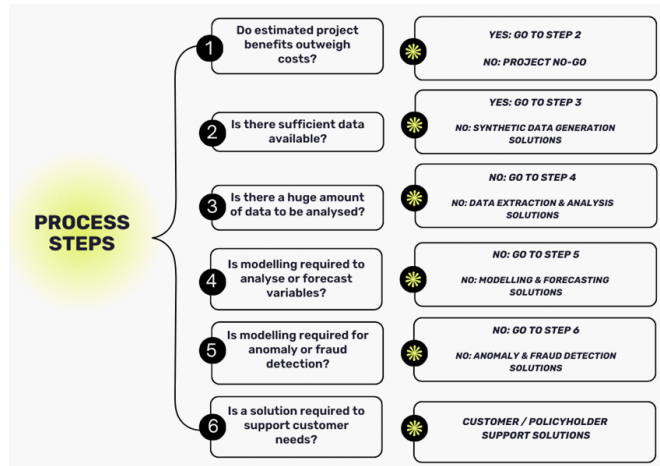 PROCESS
STEPS
1
Do estimated project
benefits outweigh
costs?
YES: GO TO STEP 2
NO: PROJECT NO-GO
2
Is there sufficient data
available?
YES: GO TO STEP 3
NO: SYNTHETIC DATA GENERATION
SOLUTIONS
3
Is there a huge amount
of data to be analysed?
NO: GO TO STEP 4
NO: DATA EXTRACTION & ANALYSIS
SOLUTIONS
4
Is modelling required to
analyse or forecast
variables?
NO: GO TO STEP 5
NO: MODELLING & FORECASTING
SOLUTIONS
5
Is modelling required for
anomaly or fraud
detection?
NO: GO TO STEP 6
NO: ANOMALY & FRAUD DETECTION
SOLUTIONS
6
Is a solution required to
support customer
needs?
CUSTOMER / POLICYHOLDER
SUPPORT SOLUTIONS